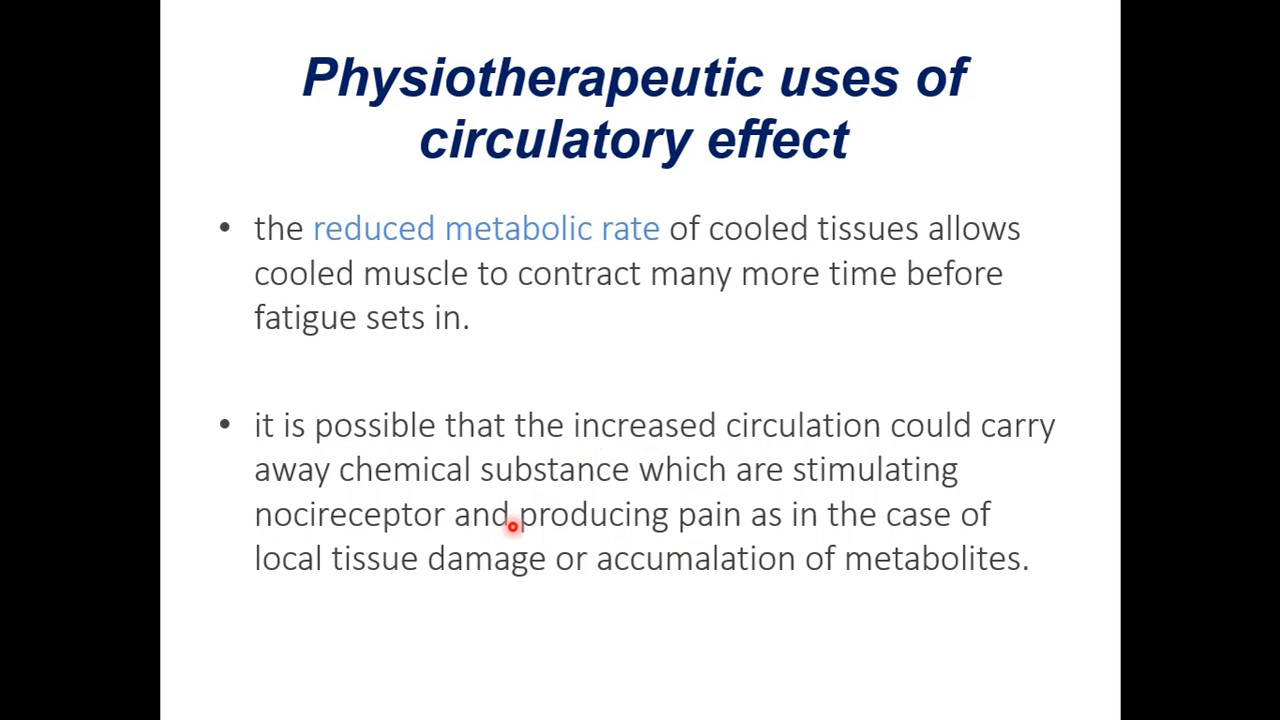 Physiotherapeutic uses of
circulatory effect
• the reduced metabolic rate of cooled tissues allows
cooled muscle to contract many more time before
fatigue sets in.
• it is possible that the increased circulation could carry
away chemical substance which are stimulating
nocireceptor and producing pain as in the case of
local tissue damage or accumalation of metabolites.